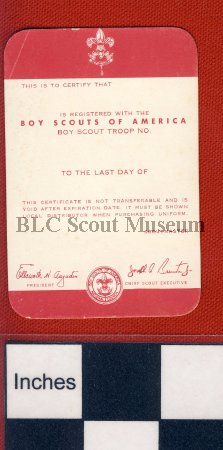 THIS IS TO CERTIFY THAT
IS REGISTERED WITH THE
BOY SCOUTS OF AMERICA
BOY SCOUT TROOP NO.
TO THE LAST DAY OF
THIS CERTIFICATE IS NOT TRANSFERABLE AND IS
VOID AFTER EXPIRATION DATE. IT MUST BE SHOWN
LOCAL DISTRIBUTOR WHEN PURCHASING UNIFORM.
BLC Scout Museum
PRESIDENT
CHIEF SCOUT EXECUTIVE
Inches